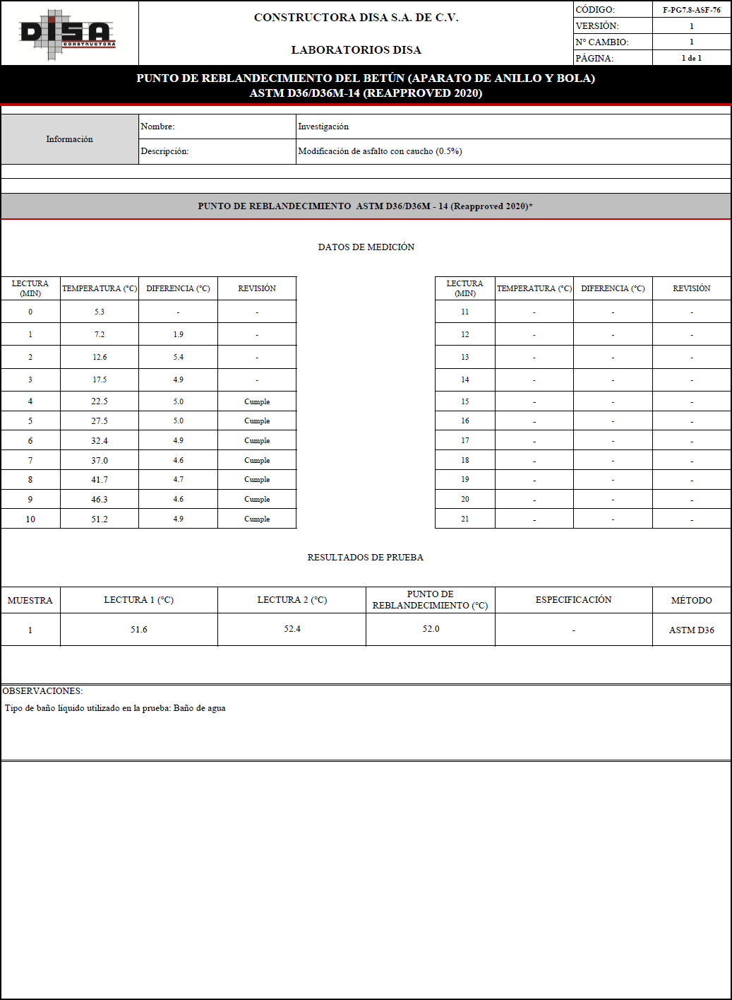 DISA
CONSTRUCTORA
CONSTRUCTORA DISA S.A. DE C.V.
LABORATORIOS DISA
CÓDIGO: F-PG7.8-ASF-76
VERSIÓN: 1
N° CAMBIO: 1
PÁGINA: 1 de 1
PUNTO DE REBLANDECIMIENTO DEL BETÚN (APARATO DE ANILLO Y BOLA)
ASTM D36/D36M-14 (REAPPROVED 2020)
Información
Nombre: Investigación
Descripción: Modificación de asfalto con caucho (0.5%)
PUNTO DE REBLANDECIMIENTO ASTM D36/D36M - 14 (Reapproved 2020)*
DATOS DE MEDICIÓN
LECTURA (MIN) TEMPERATURA (°C) DIFERENCIA (°C) REVISIÓN
0 5.3 - -
1 7.2 1.9 -
2 12.6 5.4 -
3 17.5 4.9 -
4 22.5 5.0 Cumple
5 27.5 5.0 Cumple
6 32.4 4.9 Cumple
7 37.0 4.6 Cumple
8 41.7 4.7 Cumple
9 46.3 4.6 Cumple
10 51.2 4.9 Cumple
LECTURA (MIN) TEMPERATURA (°C) DIFERENCIA (°C) REVISIÓN
11 - - -
12 - - -
13 - - -
14 - - -
15 - - -
16 - - -
17 - - -
18 - - -
19 - - -
20 - - -
21 - - -
RESULTADOS DE PRUEBA
MUESTRA LECTURA 1 (°C) LECTURA 2 (°C) PUNTO DE REBLANDECIMIENTO (°C) ESPECIFICACIÓN MÉTODO
1 51.6 52.4 52.0 - ASTM D36
OBSERVACIONES:
Tipo de baño líquido utilizado en la prueba: Baño de agua